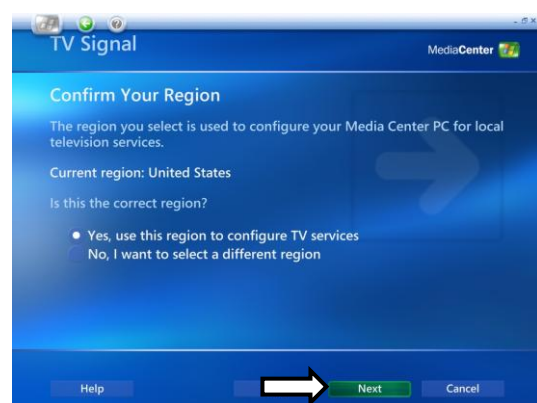 TV Signal
MediaCenter
Confirm Your Region
The region you select is used to configure your Media Center PC for local
television services.
Current region: United States
Is this the correct region?
Yes, use this region to configure TV services
No, I want to select a different region
Help
Next
Cancel